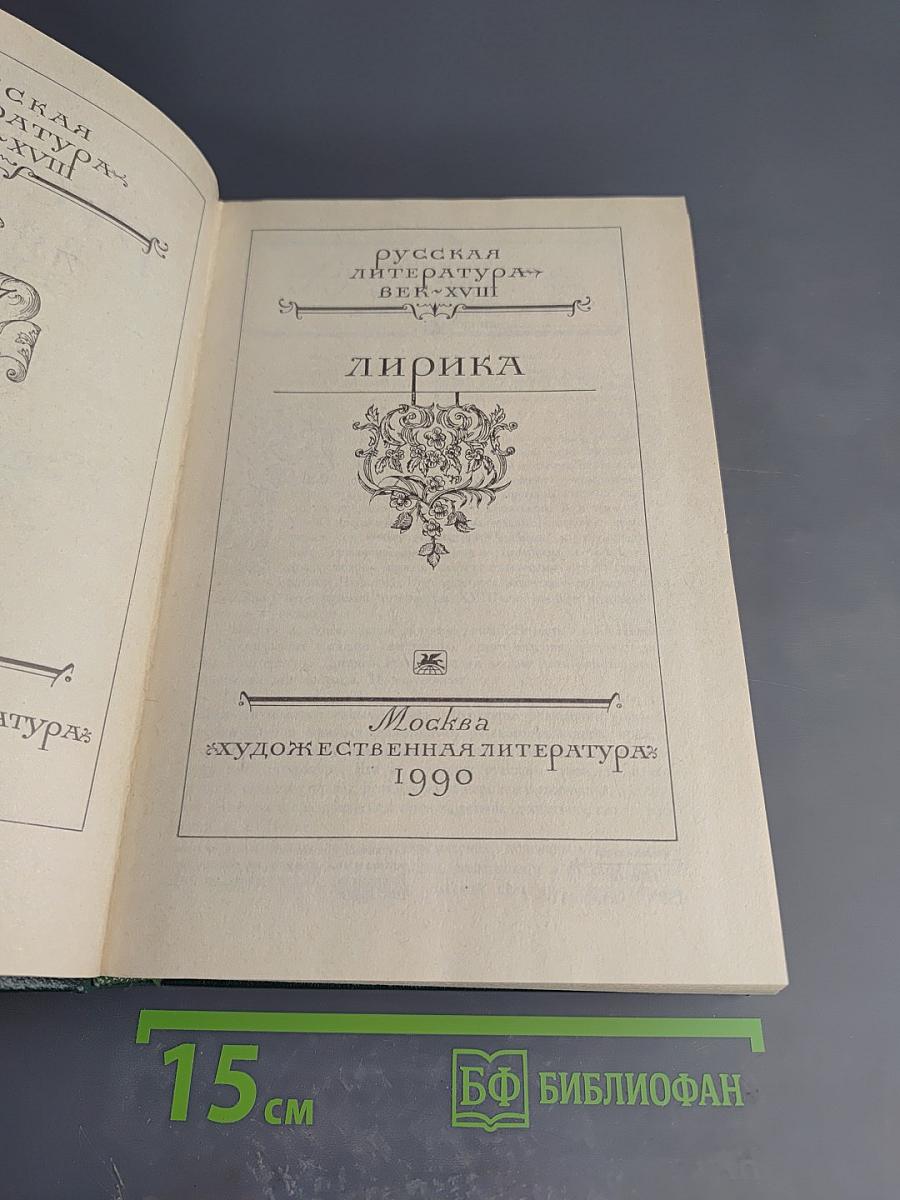 РУССКАЯ
ЛИТЕРАТУРА
ВЕК~XVIII
ЛИРИКА
Москва
ХУДОЖЕСТВЕННАЯ ЛИТЕРАТУРА
1990
15 см
БФ БИБЛИОФАН